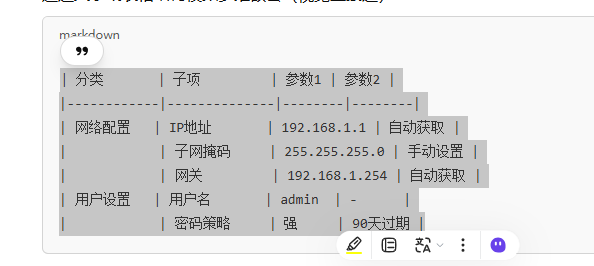 markdown
| 分类       | 子项         | 参数1 | 参数2 |
|------------|--------------|--------|--------|
| 网络配置   | IP地址       | 192.168.1.1 | 自动获取 |
|            | 子网掩码     | 255.255.255.0 | 手动设置 |
|            | 网关         | 192.168.1.254 | 自动获取 |
| 用户设置   | 用户名       | admin  | -      |
|            | 密码策略     | 强     | 90天过期 |